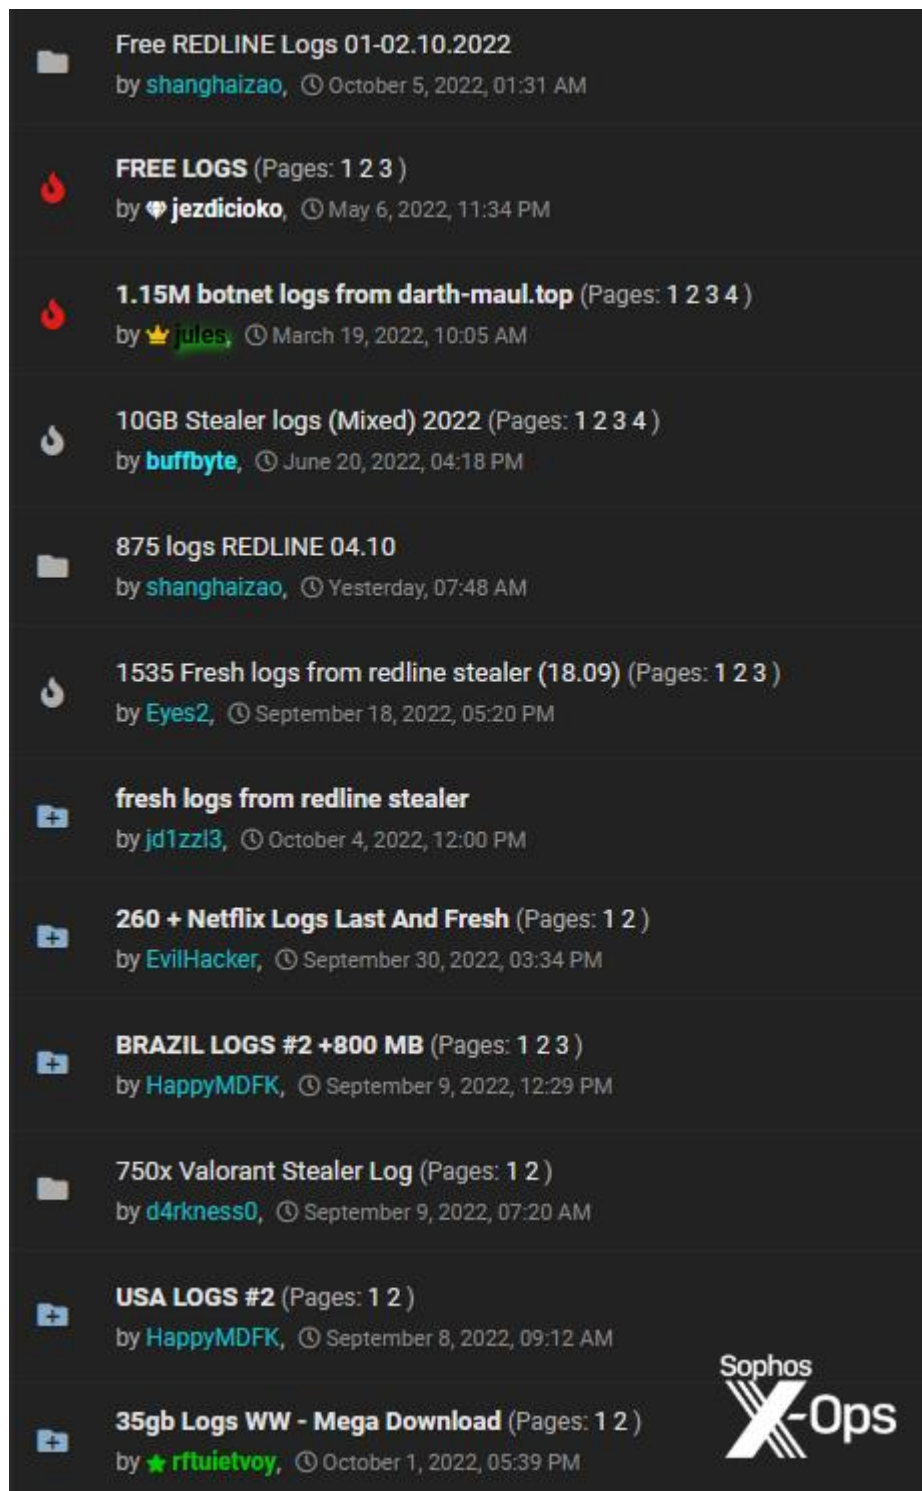 Free REDLINE Logs 01-02.10.2022
by shanghaizao, October 5, 2022, 01:31 AM
FREE LOGS (Pages: 1 2 3 )
by jezdicioko, May 6, 2022, 11:34 PM
1.15M botnet logs from darth-maul.top (Pages: 1 2 3 4 )
by jules, March 19, 2022, 10:05 AM
10GB Stealer logs (Mixed) 2022 (Pages: 1 2 3 4 )
by buffbyte, June 20, 2022, 04:18 PM
875 logs REDLINE 04.10
by shanghaizao, Yesterday, 07:48 AM
1535 Fresh logs from redline stealer (18.09) (Pages: 1 2 3 )
by Eyes2, September 18, 2022, 05:20 PM
fresh logs from redline stealer
by jd1zzl3, October 4, 2022, 12:00 PM
260 + Netflix Logs Last And Fresh (Pages: 1 2 )
by EvilHacker, September 30, 2022, 03:34 PM
BRAZIL LOGS #2 +800 MB (Pages: 1 2 3 )
by HappyMDFK, September 9, 2022, 12:29 PM
750x Valorant Stealer Log (Pages: 1 2 )
by d4rkness0, September 9, 2022, 07:20 AM
USA LOGS #2 (Pages: 1 2 )
by HappyMDFK, September 8, 2022, 09:12 AM
35gb Logs WW - Mega Download (Pages: 1 2 )
by rftuietvoy, October 1, 2022, 05:39 PM
Sophos
X-Ops